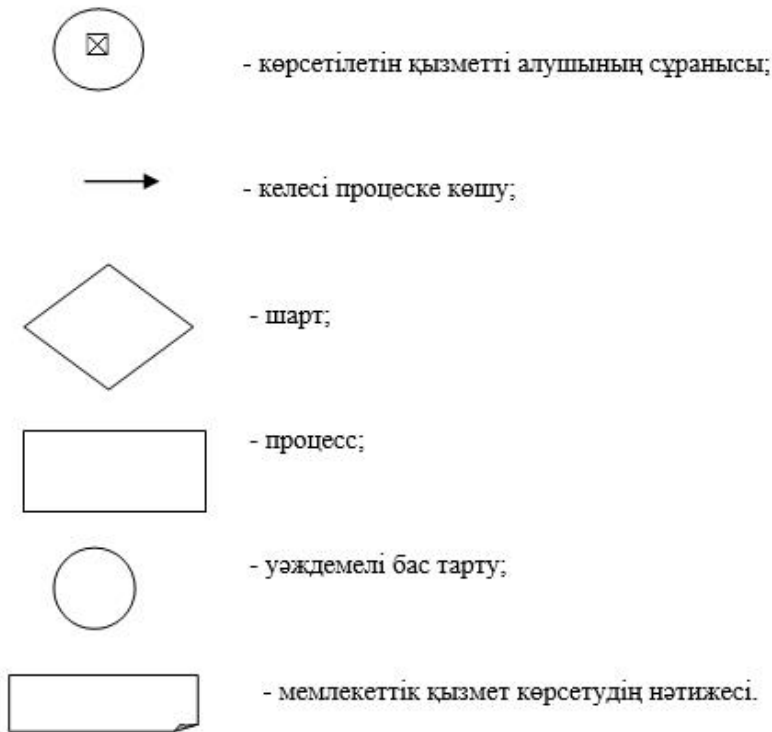 - көрсетілетін қызметті алушының сұранысы;
- келесі процеске көшу;
- шарт;
- процесс;
- уәждемелі бас тарту;
- мемлекеттік қызмет көрсетудің нәтижесі.